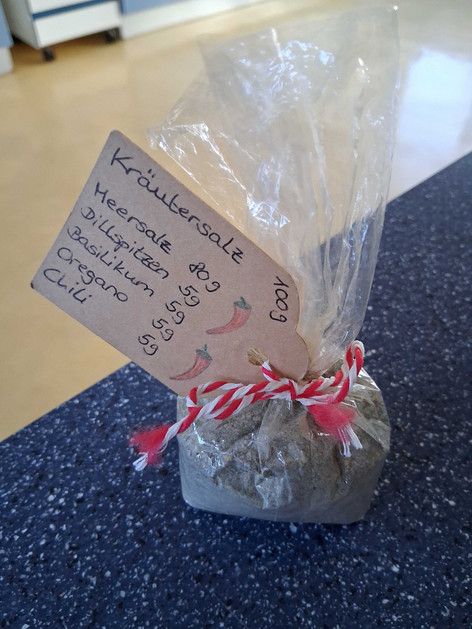 Kräutersalz 100g
Meersalz 80g
Dillspitzen 5g
Basilikum 5g
Oregano 5g
Chili 5g